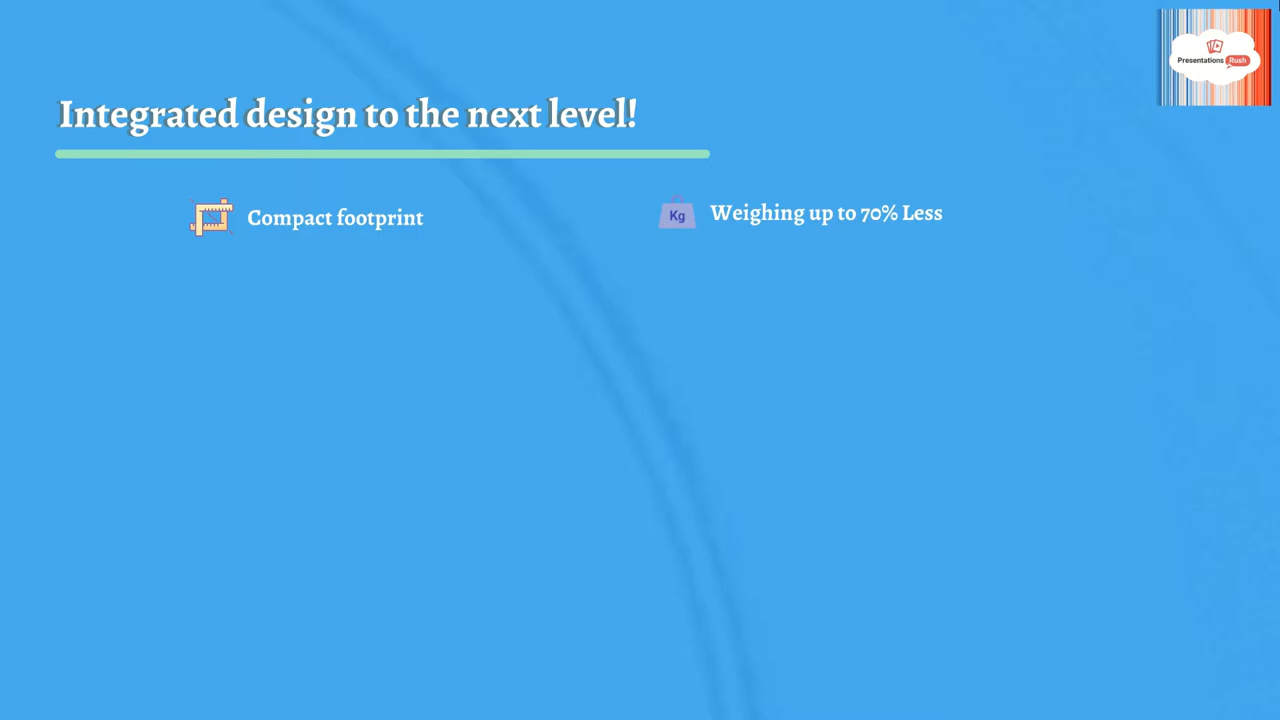 Presentations Rush
Integrated design to the next level!
Compact footprint
Kg
Weighing up to 70% Less